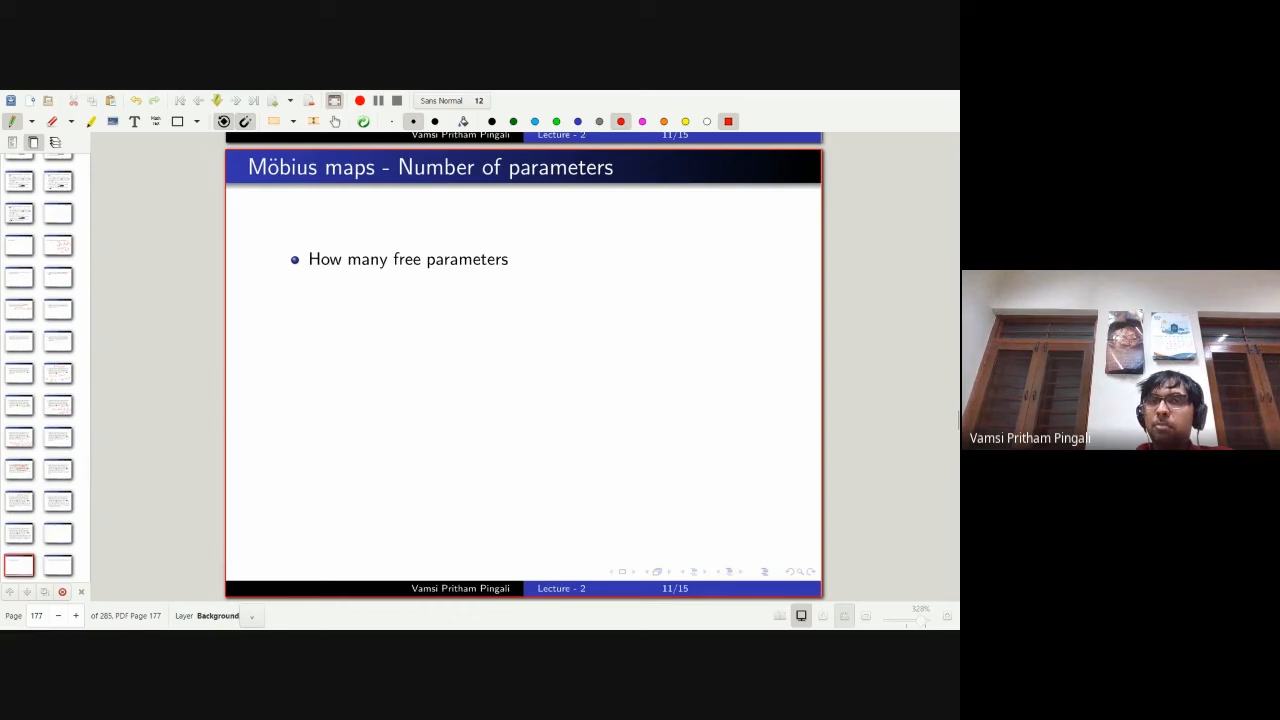 Sans Normal 12
Vamsi Pritham Pingali Lecture - 2 11/15
Möbius maps - Number of parameters
How many free parameters
Vamsi Pritham Pingali
Vamsi Pritham Pingali Lecture - 2 11/15
Page 177 of 285, PDF Page 177 Layer Background 328%